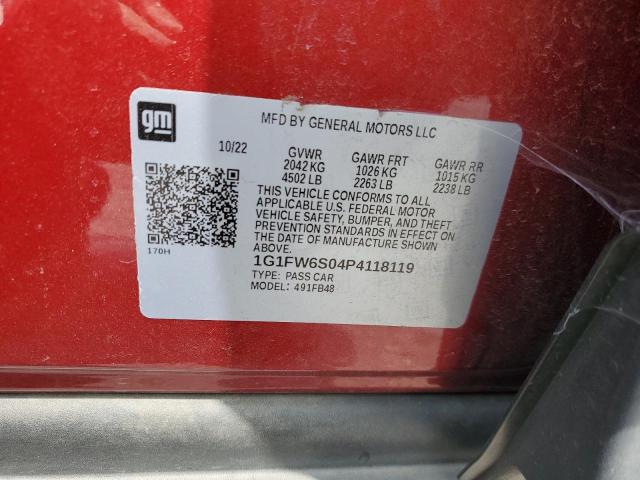 gm
MFD BY GENERAL MOTORS LLC
10/22 GVWR GAWR FRT GAWR RR
2042 KG 1026 KG 1015 KG
4502 LB 2263 LB 2238 LB
THIS VEHICLE CONFORMS TO ALL
APPLICABLE U.S. FEDERAL MOTOR
VEHICLE SAFETY, BUMPER, AND THEFT
PREVENTION STANDARDS IN EFFECT ON
THE DATE OF MANUFACTURE SHOWN
ABOVE.
170H
1G1FW6S04P4118119
TYPE: PASS CAR
MODEL: 491FB48